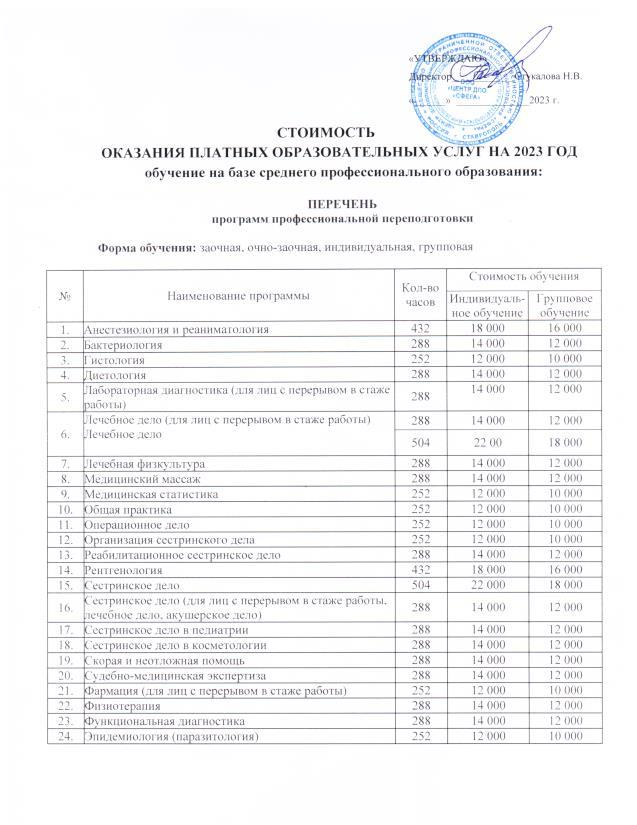 «УТВЕРЖДАЮ»
Директор Стукалова Н.В.
« » 2023 г.
ООО
«ЦЕНТР ДПО
«СФЕРА»
СТОИМОСТЬ
ОКАЗАНИЯ ПЛАТНЫХ ОБРАЗОВАТЕЛЬНЫХ УСЛУГ НА 2023 ГОД
обучение на базе среднего профессионального образования:
ПЕРЕЧЕНЬ
программ профессиональной переподготовки
Форма обучения: заочная, очно-заочная, индивидуальная, групповая
№ Наименование программы Кол-во часов Стоимость обучения
Индивидуаль- Групповое
ное обучение обучение
1. Анестезиология и реаниматология 432 18 000 16 000
2. Бактериология 288 14 000 12 000
3. Гистология 252 12 000 10 000
4. Диетология 288 14 000 12 000
5. Лабораторная диагностика (для лиц с перерывом в стаже 288 14 000 12 000
работы)
6. Лечебное дело (для лиц с перерывом в стаже работы) 288 14 000 12 000
Лечебное дело 504 22 00 18 000
7. Лечебная физкультура 288 14 000 12 000
8. Медицинский массаж 288 14 000 12 000
9. Медицинская статистика 252 12 000 10 000
10. Общая практика 252 12 000 10 000
11. Операционное дело 252 12 000 10 000
12. Организация сестринского дела 252 12 000 10 000
13. Реабилитационное сестринское дело 288 14 000 12 000
14. Рентгенология 432 18 000 16 000
15. Сестринское дело 504 22 000 18 000
16. Сестринское дело (для лиц с перерывом в стаже работы, 288 14 000 12 000
лечебное дело, акушерское дело)
17. Сестринское дело в педиатрии 288 14 000 12 000
18. Сестринское дело в косметологии 288 14 000 12 000
19. Скорая и неотложная помощь 288 14 000 12 000
20. Судебно-медицинская экспертиза 288 14 000 12 000
21. Фармация (для лиц с перерывом в стаже работы) 252 12 000 10 000
22. Физиотерапия 288 14 000 12 000
23. Функциональная диагностика 288 14 000 12 000
24. Эпидемиология (паразитология) 252 12 000 10 000